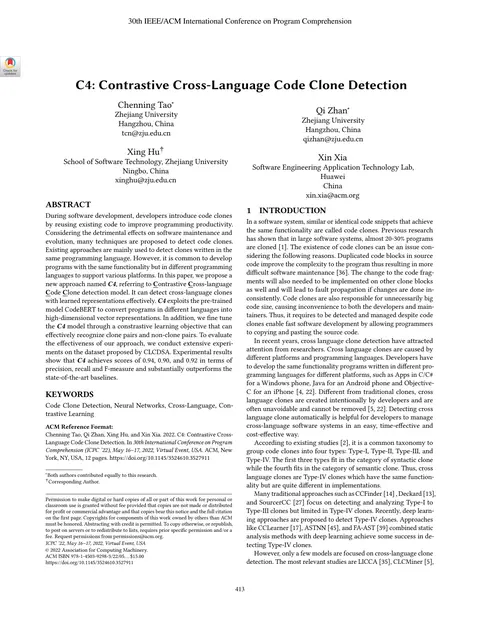 30th IEEE/ACM International Conference on Program Comprehension
C4: Contrastive Cross-Language Code Clone Detection
Chenning Tao*
Zhejiang University
Hangzhou, China
tcn@zju.edu.cn
Qi Zhan*
Zhejiang University
Hangzhou, China
qizhan@zju.edu.cn
Xing Hu†
School of Software Technology, Zhejiang University
Ningbo, China
xinghu@zju.edu.cn
Xin Xia
Software Engineering Application Technology Lab,
Huawei
China
xin.xia@acm.org
ABSTRACT
During software development, developers introduce code clones
by reusing existing code to improve programming productivity.
Considering the detrimental effects on software maintenance and
evolution, many techniques are proposed to detect code clones.
Existing approaches are mainly used to detect clones written in the
same programming language. However, it is common to develop
programs with the same functionality but in different programming
languages to support various platforms. In this paper, we propose a
new approach named C4, referring to Contrastive Cross-language
Code Clone detection model. It can detect cross-language clones
with learned representations effectively. C4 exploits the pre-trained
model CodeBERT to convert programs in different languages into
high-dimensional vector representations. In addition, we fine tune
the C4 model through a constrastive learning objective that can
effectively recognize clone pairs and non-clone pairs. To evaluate
the effectiveness of our approach, we conduct extensive experi-
ments on the dataset proposed by CLCDSA. Experimental results
show that C4 achieves scores of 0.94, 0.90, and 0.92 in terms of
precision, recall and F-measure and substantially outperforms the
state-of-the-art baselines.
KEYWORDS
Code Clone Detection, Neural Networks, Cross-Language, Con-
trastive Learning
ACM Reference Format:
Chenning Tao, Qi Zhan, Xing Hu, and Xin Xia. 2022. C4: Contrastive Cross-
Language Code Clone Detection. In 30th International Conference on Program
Comprehension (ICPC '22), May 16–17, 2022, Virtual Event, USA. ACM, New
York, NY, USA, 12 pages. https://doi.org/10.1145/3524610.3527911
*Both authors contributed equally to this research.
†Corresponding Author.
Permission to make digital or hard copies of all or part of this work for personal or
classroom use is granted without fee provided that copies are not made or distributed
for profit or commercial advantage and that copies bear this notice and the full citation
on the first page. Copyrights for components of this work owned by others than ACM
must be honored. Abstracting with credit is permitted. To copy otherwise, or republish,
to post on servers or to redistribute to lists, requires prior specific permission and/or a
fee. Request permissions from permissions@acm.org.
ICPC '22, May 16–17, 2022, Virtual Event, USA
© 2022 Association for Computing Machinery.
ACM ISBN 978-1-4503-9298-3/22/05...$15.00
https://doi.org/10.1145/3524610.3527911
1 INTRODUCTION
In a software system, similar or identical code snippets that achieve
the same functionality are called code clones. Previous research
has shown that in large software systems, almost 20-30% programs
are cloned [1]. The existence of code clones can be an issue con-
sidering the following reasons. Duplicated code blocks in source
code improve the complexity to the program thus resulting in more
difficult software maintenance [36]. The change to the code frag-
ments will also needed to be implemented on other clone blocks
as well and will lead to fault propagation if changes are done in-
consistently. Code clones are also responsible for unnecessarily big
code size, causing inconvenience to both the developers and main-
tainers. Thus, it requires to be detected and managed despite code
clones enable fast software development by allowing programmers
to copying and pasting the source code.
In recent years, cross language clone detection have attracted
attention from researchers. Cross language clones are caused by
different platforms and programming languages. Developers have
to develop the same functionality programs written in different pro-
gramming languages for different platforms, such as Apps in C/C#
for a Windows phone, Java for an Android phone and Objective-
C for an iPhone [4, 22]. Different from traditional clones, cross
language clones are created intentionally by developers and are
often unavoidable and cannot be removed [5, 22]. Detecting cross
language clone automatically is helpful for developers to manage
cross-language software systems in an easy, time-effective and
cost-effective way.
According to existing studies [2], it is a common taxonomy to
group code clones into four types: Type-I, Type-II, Type-III, and
Type-IV. The first three types fit in the category of syntactic clone
while the fourth fits in the category of semantic clone. Thus, cross
language clones are Type-IV clones which have the same function-
ality but are quite different in implementations.
Many traditional approaches such as CCFinder [14], Deckard [13],
and SourcerCC [27] focus on detecting and analyzing Type-I to
Type-III clones but limited in Type-IV clones. Recently, deep learn-
ing approaches are proposed to detect Type-IV clones. Approaches
like CCLearner [17], ASTNN [45], and FA-AST [39] combined static
analysis methods with deep learning achieve some success in de-
tecting Type-IV clones.
However, only a few models are focused on cross-language clone
detection. The most relevant studies are LICCA [35], CLCMiner [5],
413